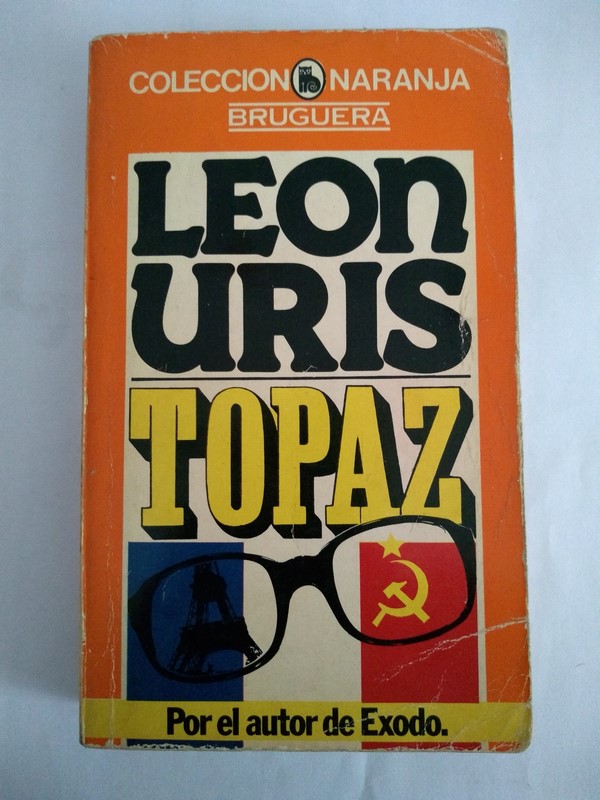 COLECCION NARANJA
BRUGUERA
LEON
URIS
TOPAZ
Por el autor de Exodo.